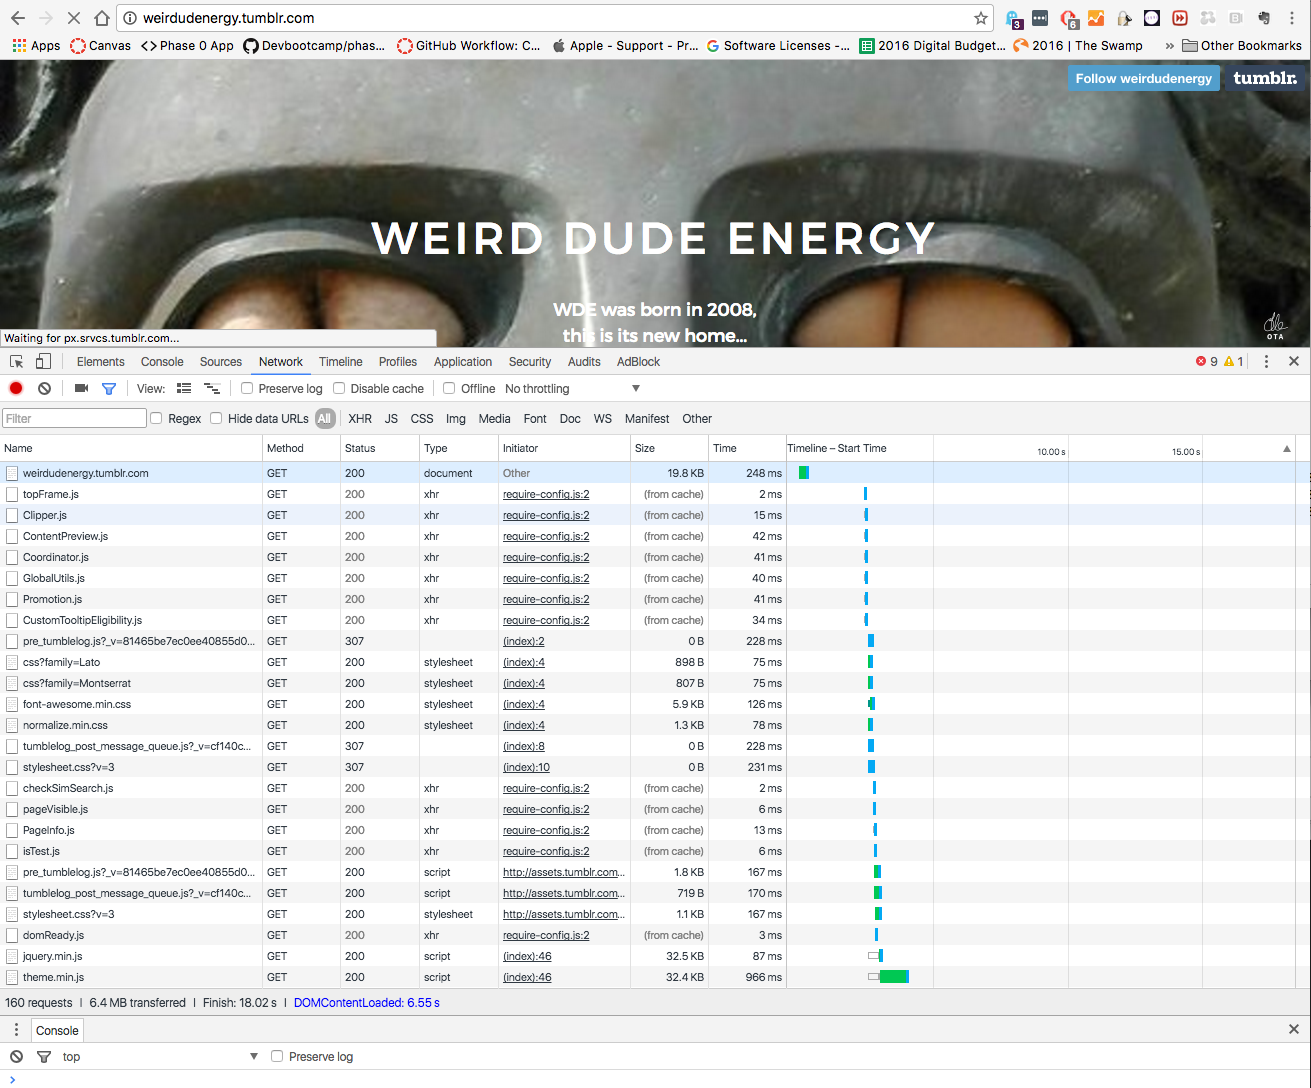 weirdudenergy.tumblr.com
3
6
Apps Canvas <> Phase 0 App Devbootcamp/phas... GitHub Workflow: C... Apple - Support - Pr... Software Licenses -... 2016 Digital Budget... 2016 | The Swamp » Other Bookmarks
Follow weirdudenergy tumblr.
WEIRD DUDE ENERGY
WDE was born in 2008,
this is its new home...
OTA
Waiting for px.srvcs.tumblr.com...
Elements Console Sources Network Timeline Profiles Application Security Audits AdBlock 9 1
View: Preserve log Disable cache Offline No throttling
Filter Regex Hide data URLs All XHR JS CSS Img Media Font Doc WS Manifest Other
Name Method Status Type Initiator Size Time Timeline – Start Time 10.00 s 15.00 s
weirdudenergy.tumblr.com GET 200 document Other 19.8 KB 248 ms
topFrame.js GET 200 xhr require-config.js:2 (from cache) 2 ms
Clipper.js GET 200 xhr require-config.js:2 (from cache) 15 ms
ContentPreview.js GET 200 xhr require-config.js:2 (from cache) 42 ms
Coordinator.js GET 200 xhr require-config.js:2 (from cache) 41 ms
GlobalUtils.js GET 200 xhr require-config.js:2 (from cache) 40 ms
Promotion.js GET 200 xhr require-config.js:2 (from cache) 41 ms
CustomTooltipEligibility.js GET 200 xhr require-config.js:2 (from cache) 34 ms
pre_tumblelog.js?_v=81465be7ec0ee40855d0... GET 307 (index):2 0 B 228 ms
css?family=Lato GET 200 stylesheet (index):4 898 B 75 ms
css?family=Montserrat GET 200 stylesheet (index):4 807 B 75 ms
font-awesome.min.css GET 200 stylesheet (index):4 5.9 KB 126 ms
normalize.min.css GET 200 stylesheet (index):4 1.3 KB 78 ms
tumblelog_post_message_queue.js?_v=cf140c... GET 307 (index):8 0 B 228 ms
stylesheet.css?v=3 GET 307 (index):10 0 B 231 ms
checkSimSearch.js GET 200 xhr require-config.js:2 (from cache) 2 ms
pageVisible.js GET 200 xhr require-config.js:2 (from cache) 6 ms
PageInfo.js GET 200 xhr require-config.js:2 (from cache) 13 ms
isTest.js GET 200 xhr require-config.js:2 (from cache) 6 ms
pre_tumblelog.js?_v=81465be7ec0ee40855d0... GET 200 script http://assets.tumblr.com... 1.8 KB 167 ms
tumblelog_post_message_queue.js?_v=cf140c... GET 200 script http://assets.tumblr.com... 719 B 170 ms
stylesheet.css?v=3 GET 200 stylesheet http://assets.tumblr.com... 1.1 KB 167 ms
domReady.js GET 200 xhr require-config.js:2 (from cache) 3 ms
jquery.min.js GET 200 script (index):46 32.5 KB 87 ms
theme.min.js GET 200 script (index):46 32.4 KB 966 ms
160 requests | 6.4 MB transferred | Finish: 18.02 s | DOMContentLoaded: 6.55 s
Console
top Preserve log
>